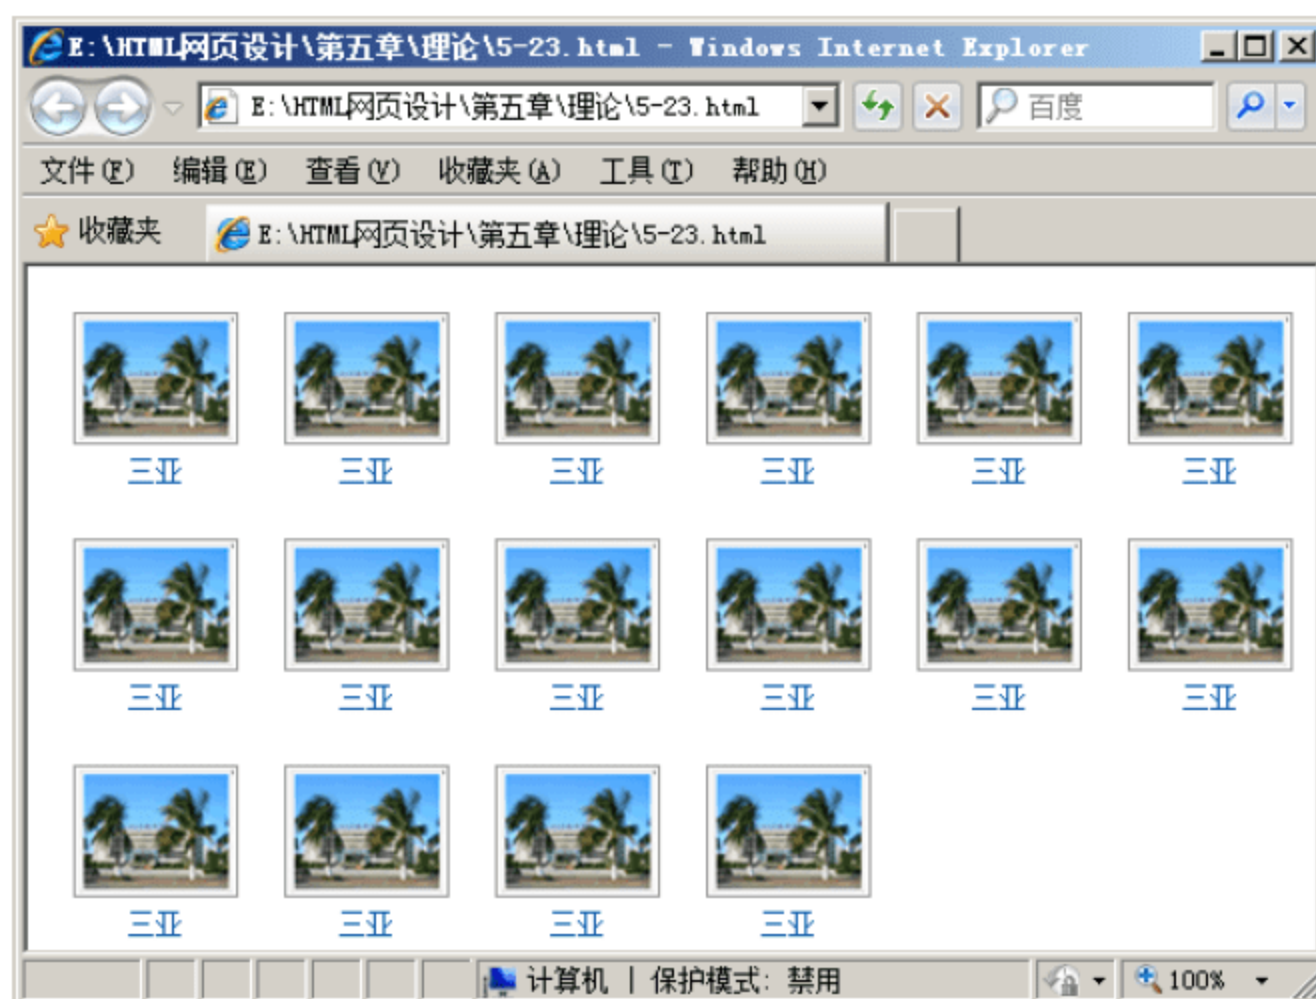 E:\HTML网页设计\第五章\理论\5-23.html - Windows Internet Explorer
E:\HTML网页设计\第五章\理论\5-23.html 百度
文件(F) 编辑(E) 查看(V) 收藏夹(A) 工具(T) 帮助(H)
收藏夹 E:\HTML网页设计\第五章\理论\5-23.html
三亚 三亚 三亚 三亚 三亚 三亚
三亚 三亚 三亚 三亚 三亚 三亚
三亚 三亚 三亚 三亚
计算机 | 保护模式: 禁用 100%